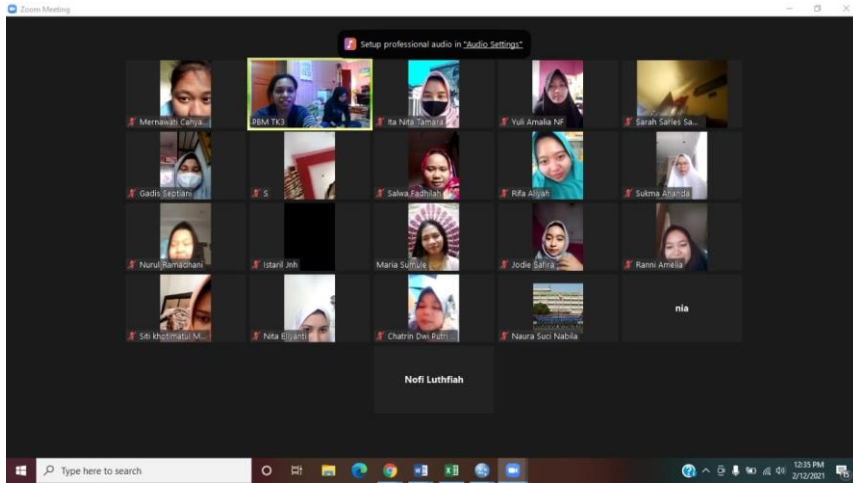 Zoom Meeting
Setup professional audio in "Audio Settings"
Mernawati Cahya...
PBM TK3
Ita Nita Tamara
Yuli Amalia NF
Sarah Saries Sa...
Gadis Septiani
S
Salwa Fadhilah
Rifa Aliyah
Sukma Ananda
Nurul Ramadhani
Istaril Jnh
Maria Sumule
Jodie Safira
Ranni Amelia
Siti khotimatul M...
Nita Eliyanti
Chatrin Dwi Putri
Naura Suci Nabila
nia
Nofi Luthfiah
Type here to search
12:35 PM
2/12/2021